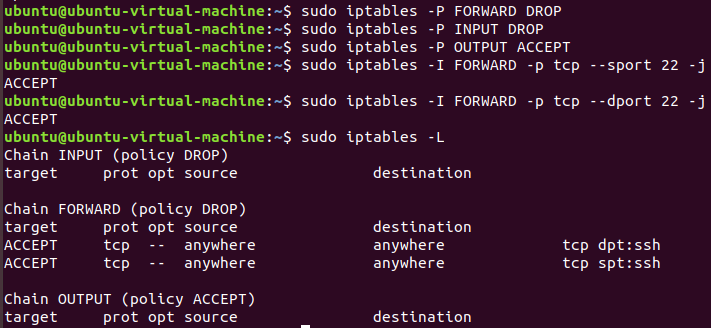 ubuntu@ubuntu-virtual-machine:~$ sudo iptables -P FORWARD DROP
ubuntu@ubuntu-virtual-machine:~$ sudo iptables -P INPUT DROP
ubuntu@ubuntu-virtual-machine:~$ sudo iptables -P OUTPUT ACCEPT
ubuntu@ubuntu-virtual-machine:~$ sudo iptables -I FORWARD -p tcp --sport 22 -j
ACCEPT
ubuntu@ubuntu-virtual-machine:~$ sudo iptables -I FORWARD -p tcp --dport 22 -j
ACCEPT
ubuntu@ubuntu-virtual-machine:~$ sudo iptables -L
Chain INPUT (policy DROP)
target     prot opt source               destination

Chain FORWARD (policy DROP)
target     prot opt source               destination
ACCEPT     tcp  --  anywhere             anywhere             tcp dpt:ssh
ACCEPT     tcp  --  anywhere             anywhere             tcp spt:ssh

Chain OUTPUT (policy ACCEPT)
target     prot opt source               destination